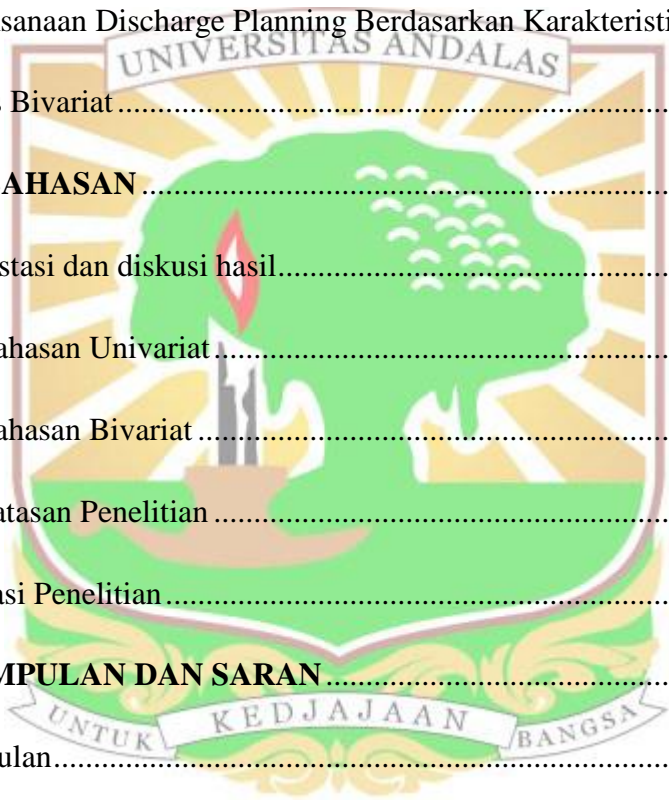 sanaan Discharge Planning Berdasarkan Karakteristi
UNIVERSITAS ANDALAS
s Bivariat........................................................................
AHASAN....................................................................
stasi dan diskusi hasil..................................................
ahasan Univariat..........................................................
ahasan Bivariat............................................................
atasan Penelitian..........................................................
asi Penelitian................................................................
MPULAN DAN SARAN...........................................
UNTUK KEDJAJAAN BANGSA
ulan..............................................................................